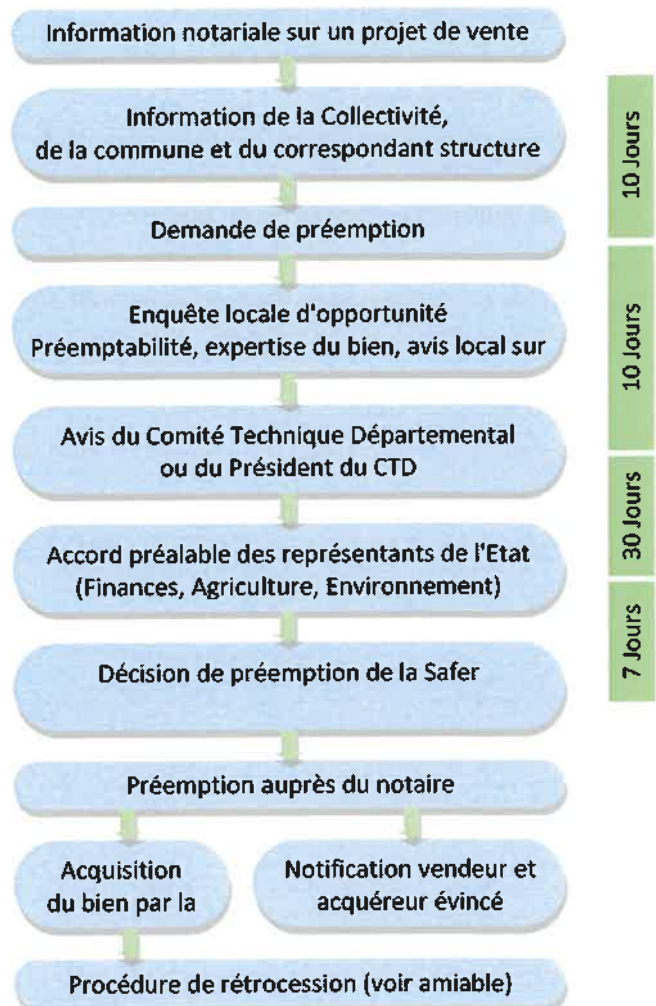 Information notariale sur un projet de vente
Information de la Collectivité,
de la commune et du correspondant structure
10 Jours
Demande de préemption
Enquête locale d'opportunité
Préemptabilité, expertise du bien, avis local sur
10 Jours
Avis du Comité Technique Départemental
ou du Président du CTD
30 Jours
Accord préalable des représentants de l'Etat
(Finances, Agriculture, Environnement)
Décision de préemption de la Safer
7 Jours
Préemption auprès du notaire
Acquisition
du bien par la
Notification vendeur et
acquéreur évincé
Procédure de rétrocession (voir amiable)